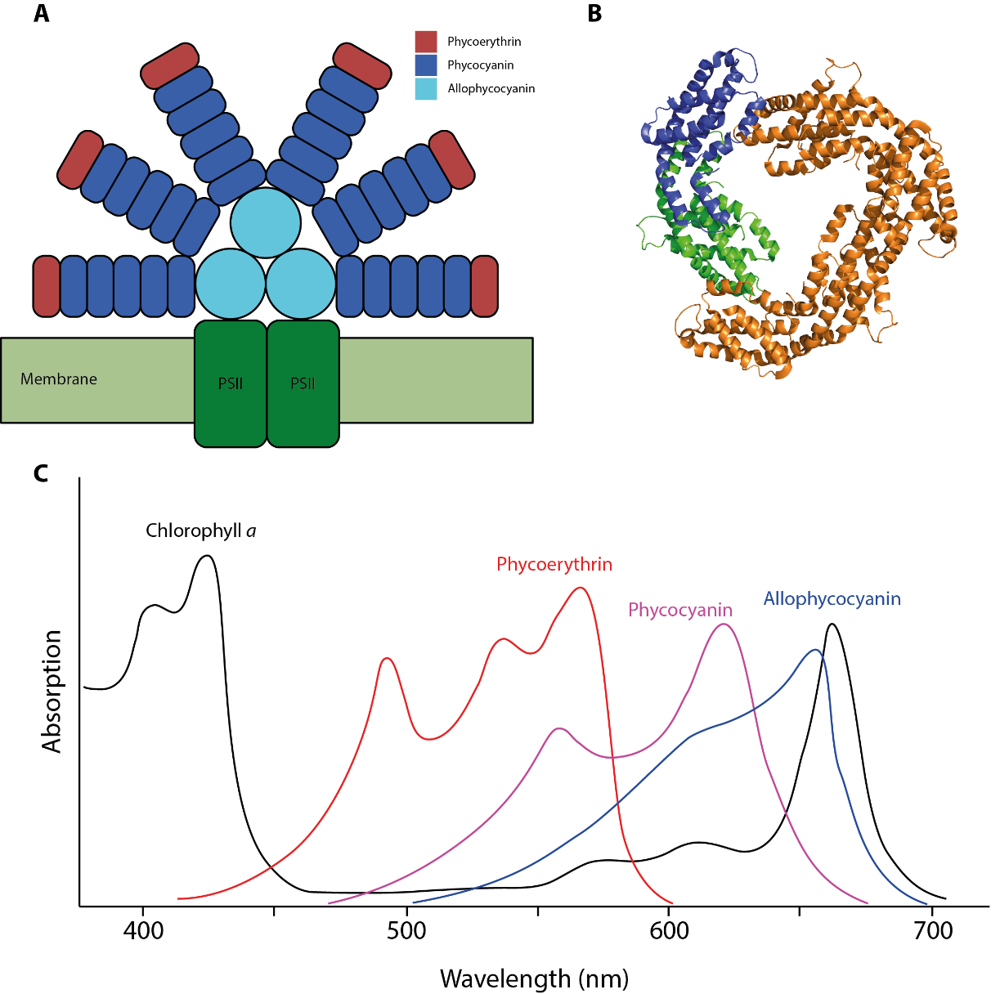 A
B
Phycoerythrin
Phycocyanin
Allophycocyanin
Membrane
PSII
PSII
C
Chlorophyll a
Phycoerythrin
Phycocyanin
Allophycocyanin
Absorption
400
500
600
700
Wavelength (nm)